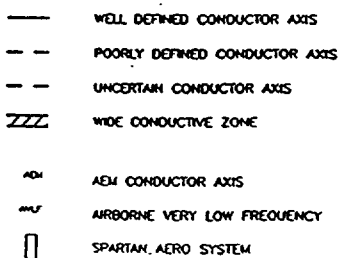 WELL DEFINED CONDUCTOR AXIS
POORLY DEFINED CONDUCTOR AXIS
UNCERTAIN CONDUCTOR AXIS
WIDE CONDUCTIVE ZONE
AEM AEM CONDUCTOR AXIS
AVLF AIRBORNE VERY LOW FREQUENCY
SPARTAN AERO SYSTEM